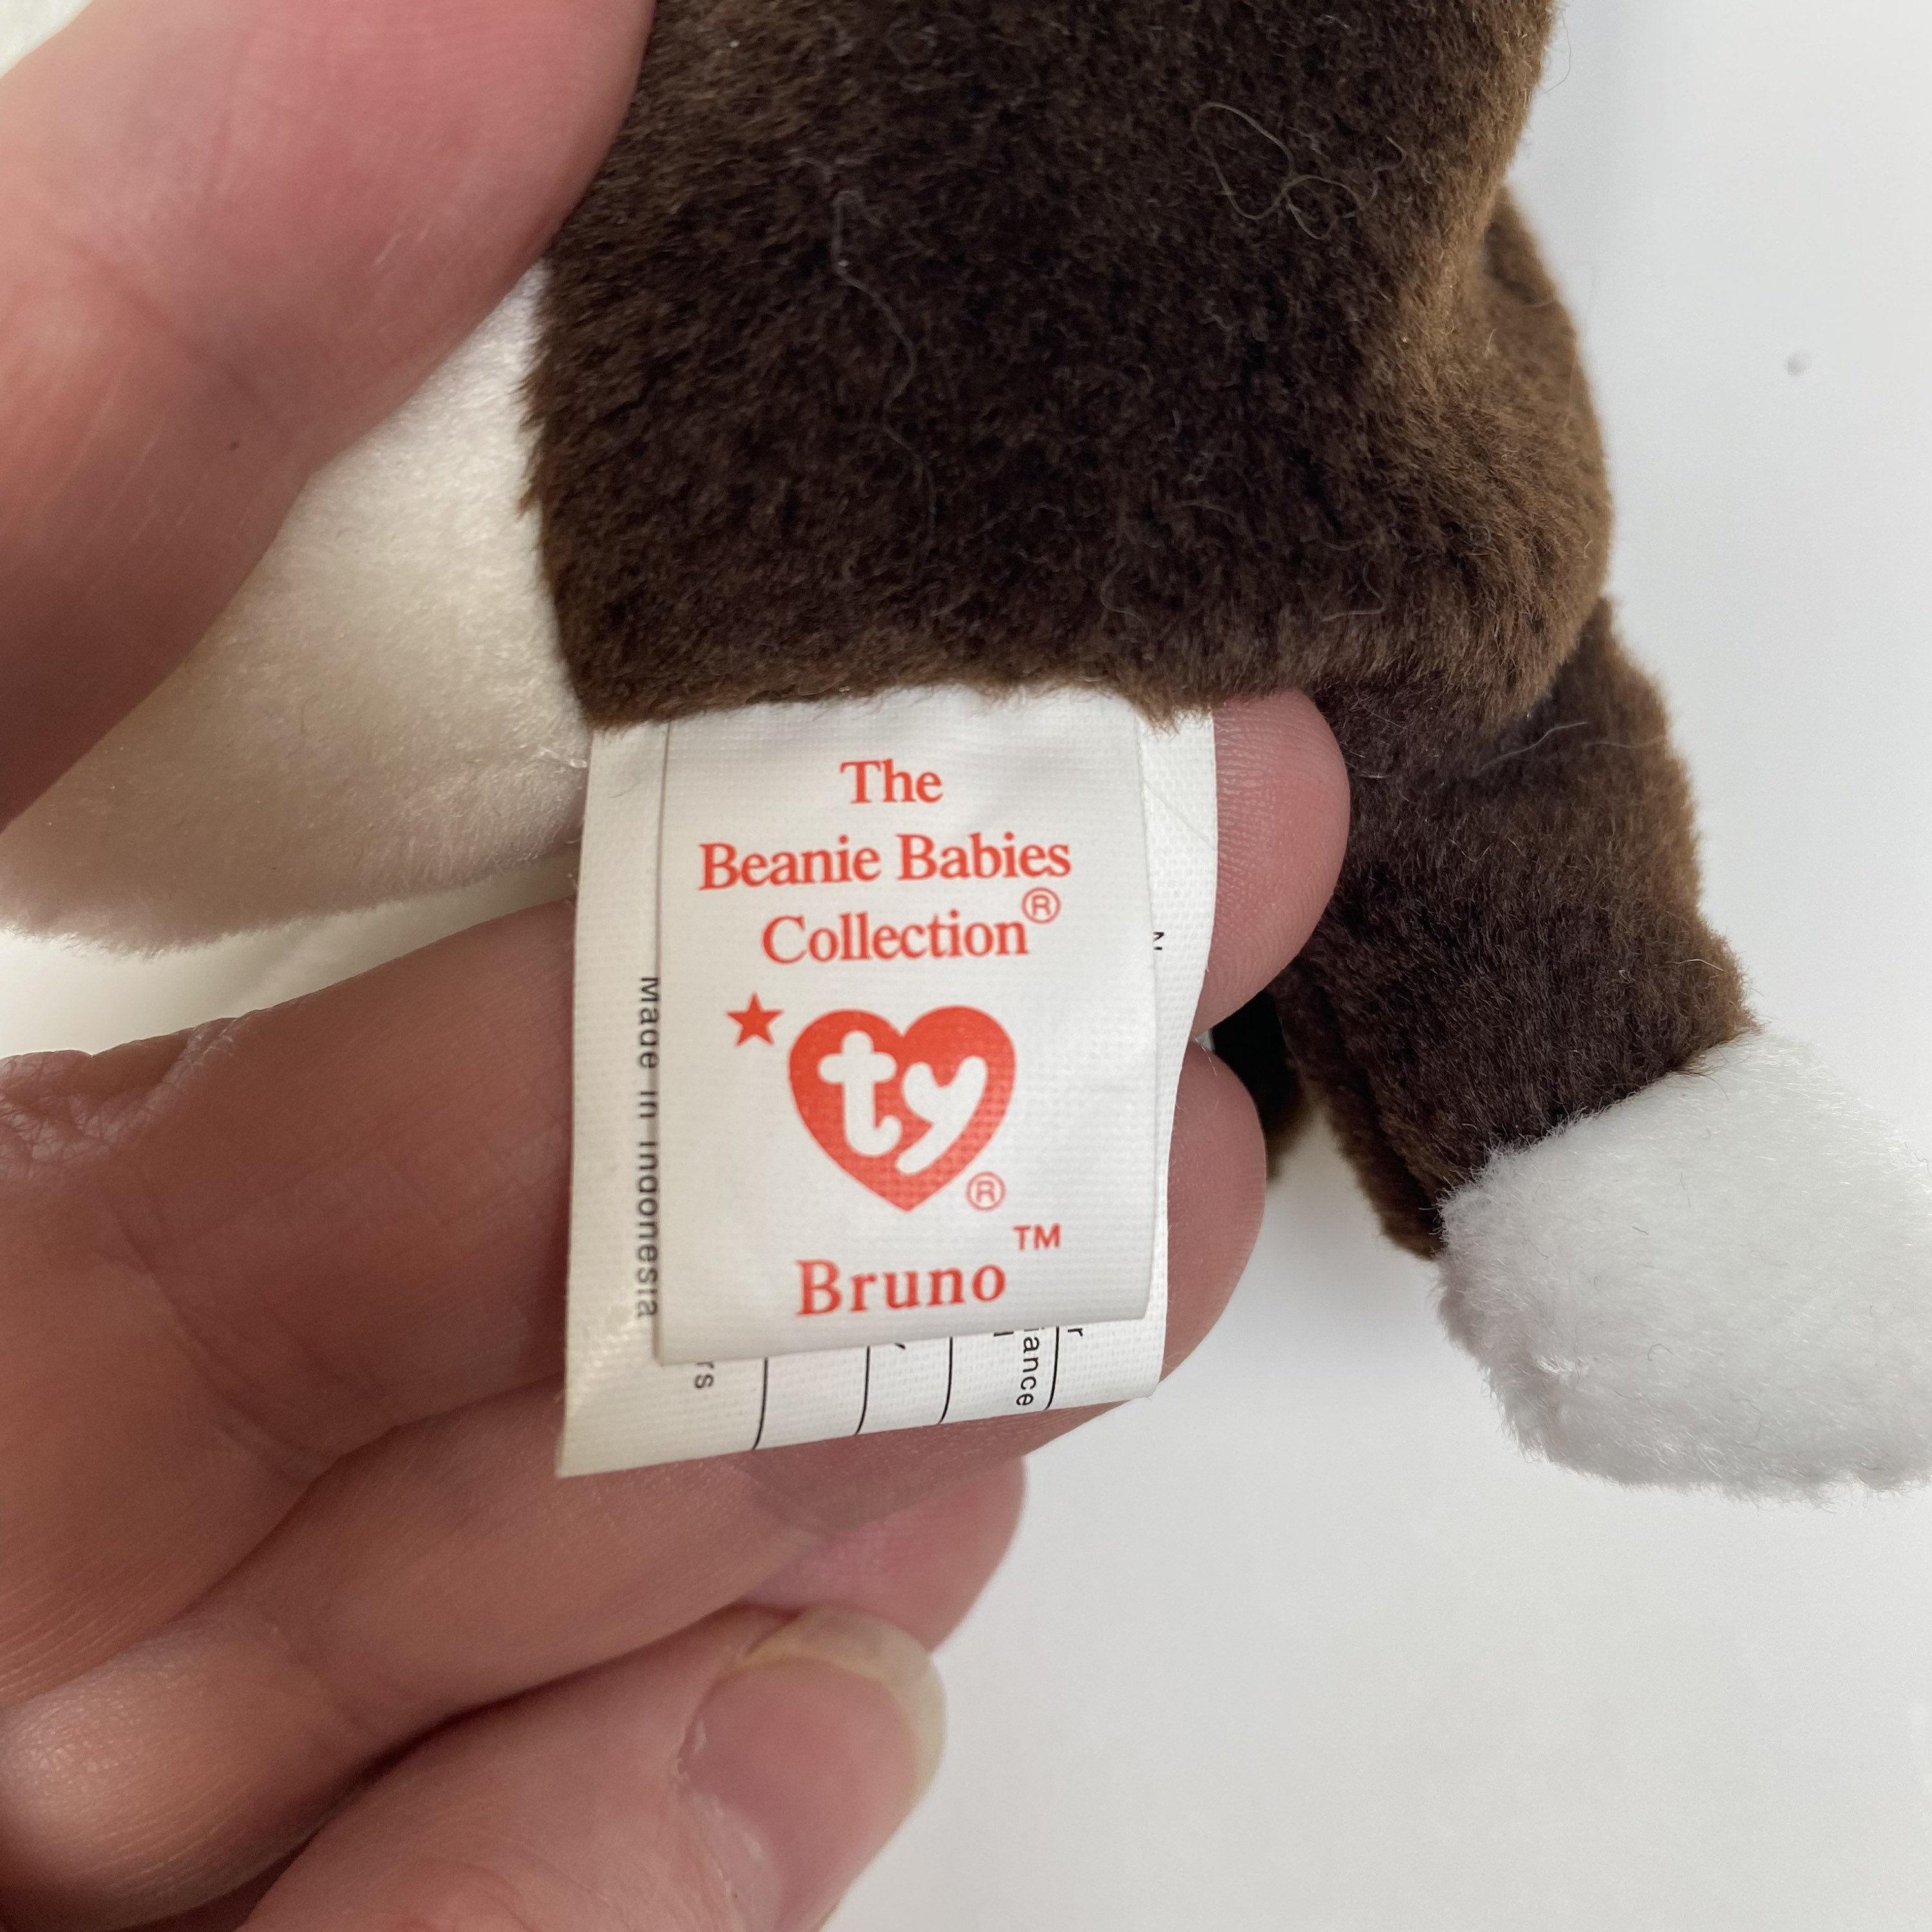 The
Beanie Babies
Collection®
★ ty®
Bruno™
Made in Indonesia